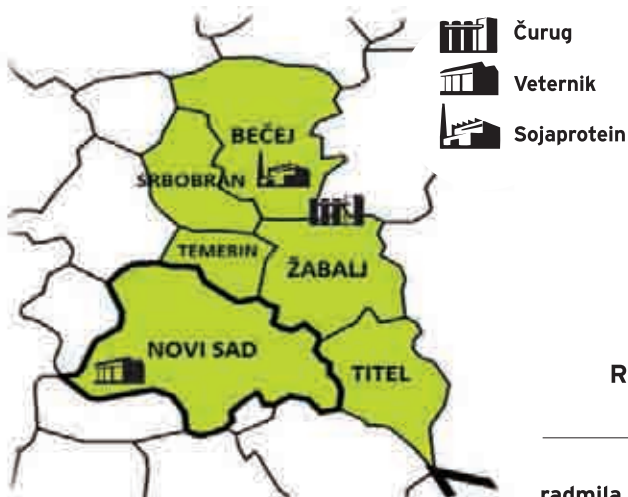 Čurug
Veternik
Sojaprotein
BEČEJ
SRBOBRAN
TEMERIN
ŽABALJ
NOVI SAD
TITEL
R
radmila